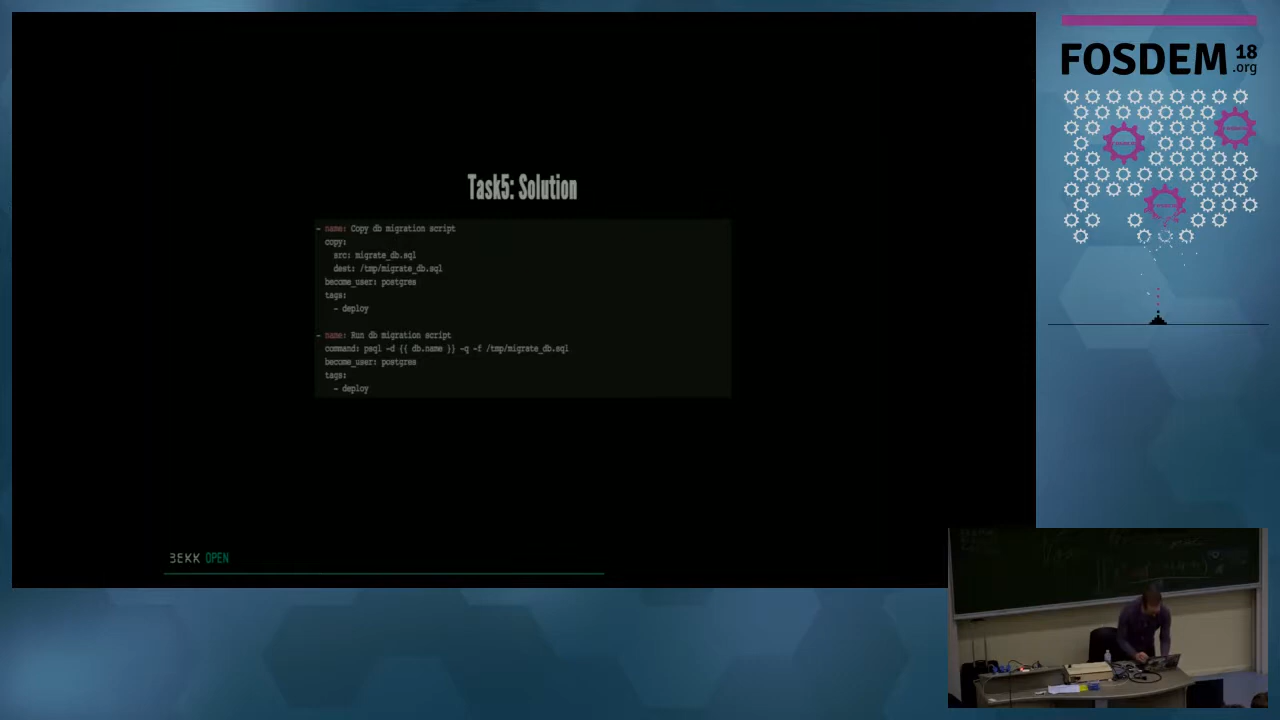 FOSDEM 18
.org
Task5: Solution
- name: Copy db migration script
copy:
src: migrate_db.sql
dest: /tmp/migrate_db.sql
become_user: postgres
tags:
- deploy
- name: Run db migration script
command: psql -d {{ db.name }} -q -f /tmp/migrate_db.sql
become_user: postgres
tags:
- deploy
BEKK OPEN